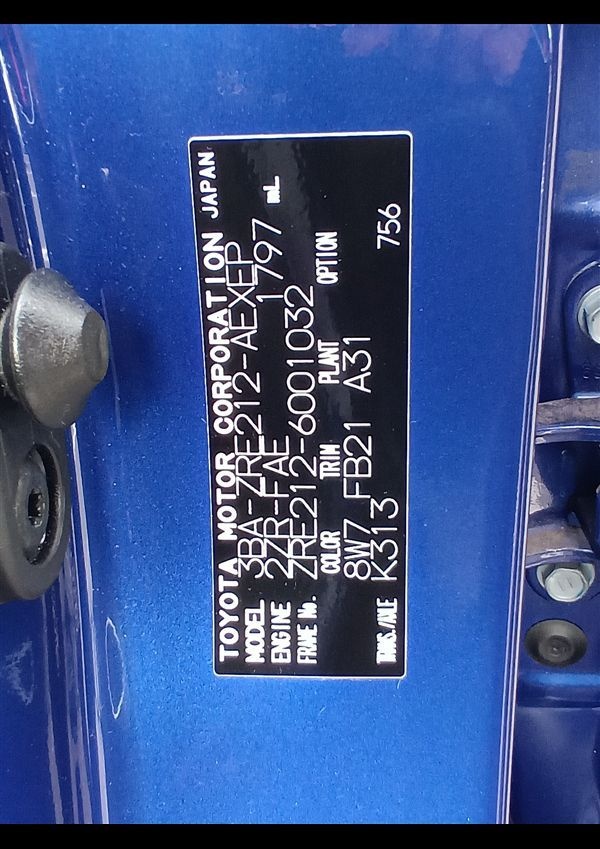 TOYOTA MOTOR CORPORATION JAPAN
MODEL 3BA-ZRE212-AEXEP
ENGINE 2ZR-FAE 1797 mL
FRAME No. ZRE212-6001032
COLOR TRIM PLANT OPTION
8W7 FB21 A31
TRANS./AXLE K313 756